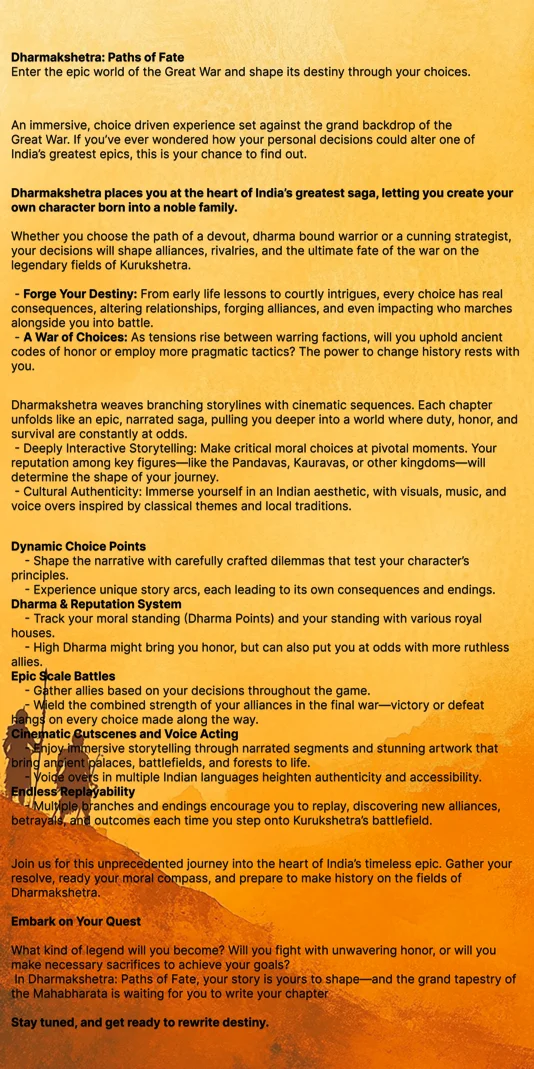 Dharmakshetra: Paths of Fate
Enter the epic world of the Great War and shape its destiny through your choices.
An immersive, choice driven experience set against the grand backdrop of the
Great War. If you’ve ever wondered how your personal decisions could alter one of
India’s greatest epics, this is your chance to find out.
Dharmakshetra places you at the heart of India’s greatest saga, letting you create your
own character born into a noble family.
Whether you choose the path of a devout, dharma bound warrior or a cunning strategist,
your decisions will shape alliances, rivalries, and the ultimate fate of the war on the
legendary fields of Kurukshetra.
- Forge Your Destiny: From early life lessons to courtly intrigues, every choice has real
consequences, altering relationships, forging alliances, and even impacting who marches
alongside you into battle.
- A War of Choices: As tensions rise between warring factions, will you uphold ancient
codes of honor or employ more pragmatic tactics? The power to change history rests with
you.
Dharmakshetra weaves branching storylines with cinematic sequences. Each chapter
unfolds like an epic, narrated saga, pulling you deeper into a world where duty, honor, and
survival are constantly at odds.
- Deeply Interactive Storytelling: Make critical moral choices at pivotal moments. Your
reputation among key figures—like the Pandavas, Kauravas, or other kingdoms—will
determine the shape of your journey.
- Cultural Authenticity: Immerse yourself in an Indian aesthetic, with visuals, music, and
voice overs inspired by classical themes and local traditions.
Dynamic Choice Points
- Shape the narrative with carefully crafted dilemmas that test your character’s
principles.
- Experience unique story arcs, each leading to its own consequences and endings.
Dharma & Reputation System
- Track your moral standing (Dharma Points) and your standing with various royal
houses.
- High Dharma might bring you honor, but can also put you at odds with more ruthless
allies.
Epic Scale Battles
- Gather allies based on your decisions throughout the game.
- Wield the combined strength of your alliances in the final war—victory or defeat
hangs on every choice made along the way.
Cinematic Cutscenes and Voice Acting
- Enjoy immersive storytelling through narrated segments and stunning artwork that
bring ancient palaces, battlefields, and forests to life.
- Voice overs in multiple Indian languages heighten authenticity and accessibility.
Endless Replayability
- Multiple branches and endings encourage you to replay, discovering new alliances,
betrayals, and outcomes each time you step onto Kurukshetra’s battlefield.
Join us for this unprecedented journey into the heart of India’s timeless epic. Gather your
resolve, ready your moral compass, and prepare to make history on the fields of
Dharmakshetra.
Embark on Your Quest
What kind of legend will you become? Will you fight with unwavering honor, or will you
make necessary sacrifices to achieve your goals?
In Dharmakshetra: Paths of Fate, your story is yours to shape—and the grand tapestry of
the Mahabharata is waiting for you to write your chapter
Stay tuned, and get ready to rewrite destiny.